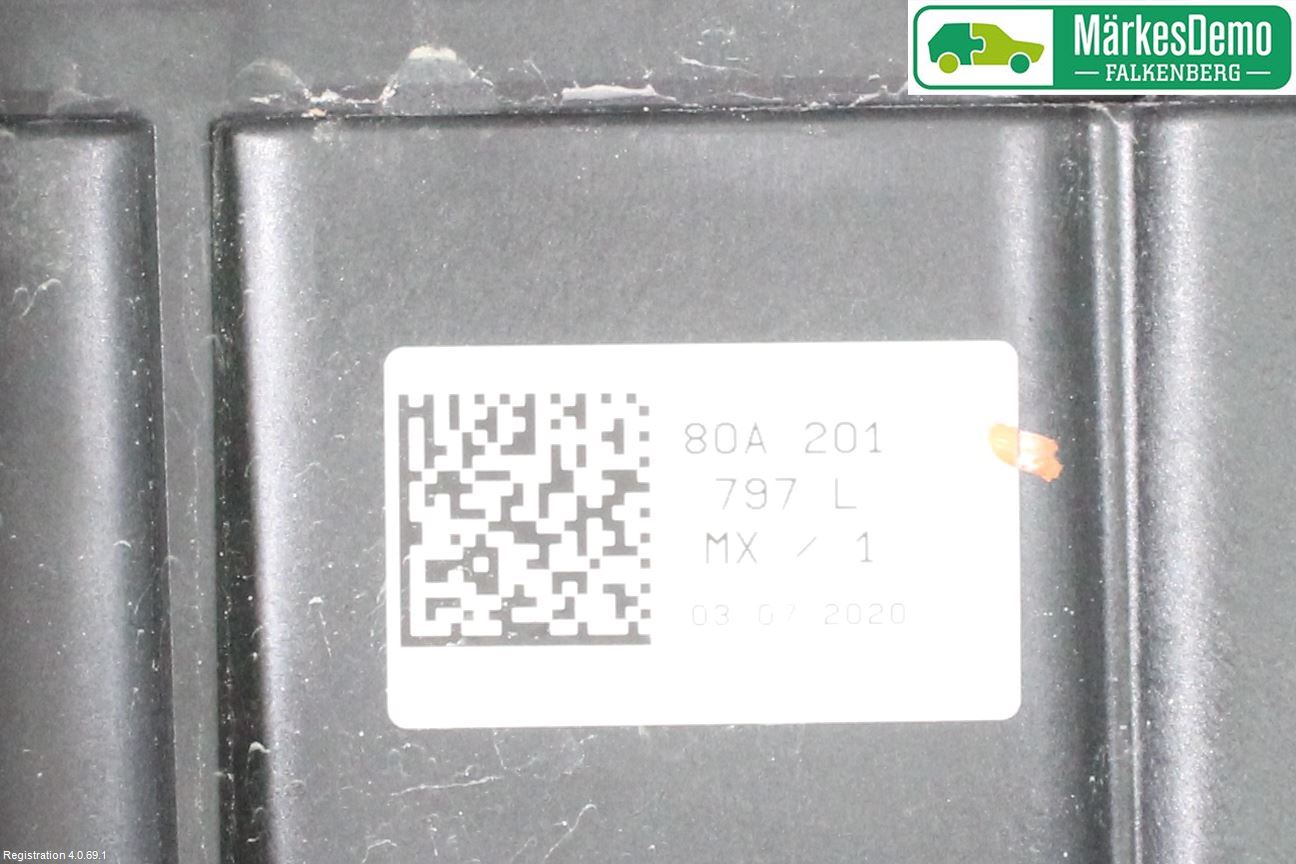 MärkesDemo
FALKENBERG
80A 201
797 L
MX / 1
03 07 2020
Registration 4.0.69.1